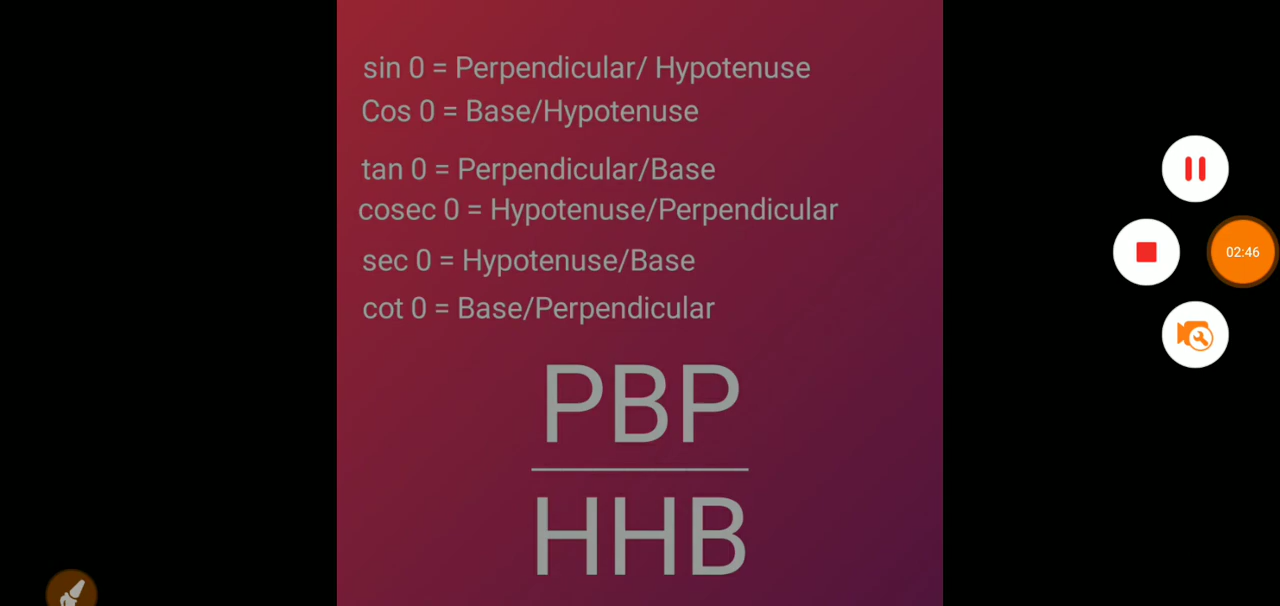 sin 0 = Perpendicular/ Hypotenuse
Cos 0 = Base/Hypotenuse
tan 0 = Perpendicular/Base
cosec 0 = Hypotenuse/Perpendicular
sec 0 = Hypotenuse/Base
cot 0 = Base/Perpendicular
PBP
HHB
02:46